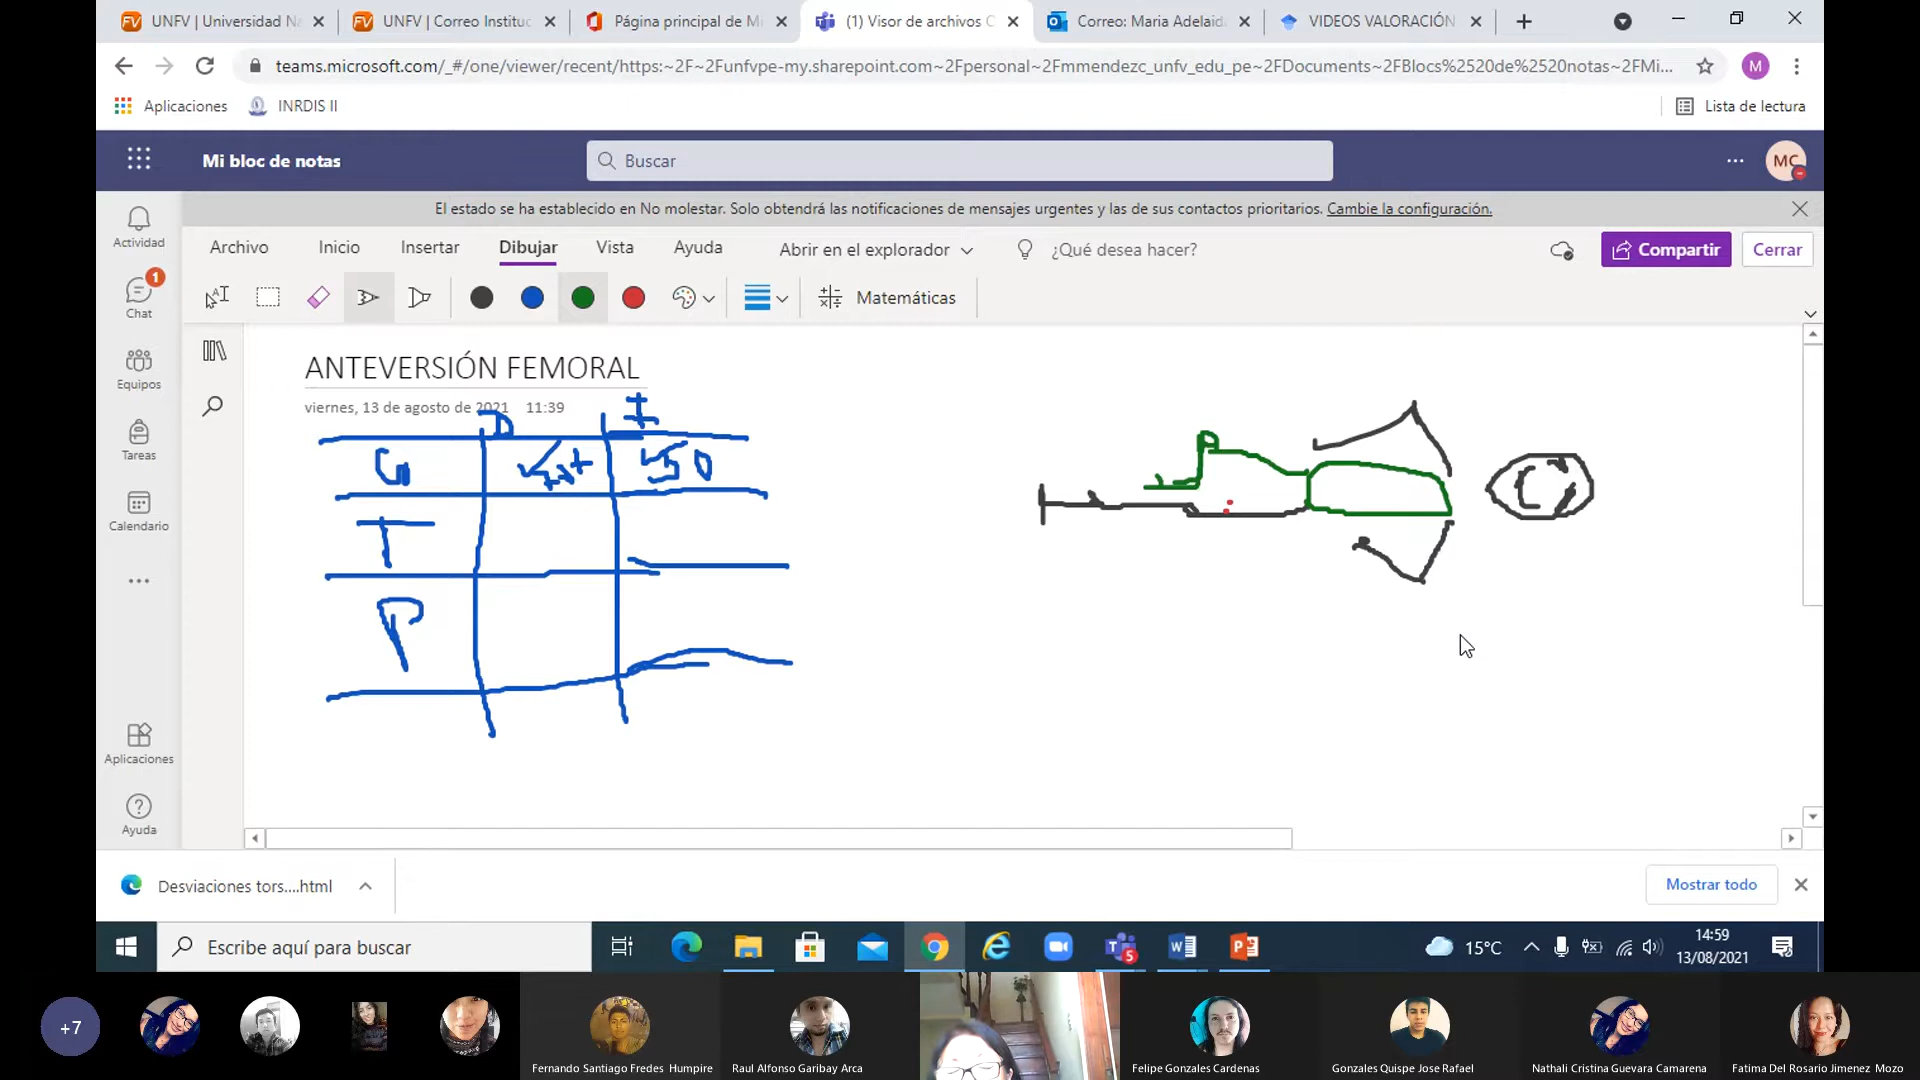 UNFV | Universidad Na
UNFV | Correo Instituc
Página principal de Mi
(1) Visor de archivos C
Correo: Maria Adelaid
VIDEOS VALORACIÓN
teams.microsoft.com/_#/one/viewer/recent/https:~2F~2Funfvpe-my.sharepoint.com~2Fpersonal~2Fmmendezc_unfv_edu_pe~2FDocuments~2FBlocs%2520de%2520notas~2FMi...
M
Aplicaciones
INRDIS II
Lista de lectura
Mi bloc de notas
Buscar
MC
El estado se ha establecido en No molestar. Solo obtendrá las notificaciones de mensajes urgentes y las de sus contactos prioritarios. Cambie la configuración.
Actividad
1
Chat
Equipos
Tareas
Calendario
Aplicaciones
Ayuda
Archivo
Inicio
Insertar
Dibujar
Vista
Ayuda
Abrir en el explorador
¿Qué desea hacer?
Compartir
Cerrar
Matemáticas
ANTEVERSIÓN FEMORAL
viernes, 13 de agosto de 2021 11:39
D I
T
P
Desviaciones tors....html
Mostrar todo
Escribe aquí para buscar
5
15°C
14:59
13/08/2021
+7
Fernando Santiago Fredes Humpire
Raul Alfonso Garibay Arca
Felipe Gonzales Cardenas
Gonzales Quispe Jose Rafael
Nathali Cristina Guevara Camarena
Fatima Del Rosario Jimenez Mozo